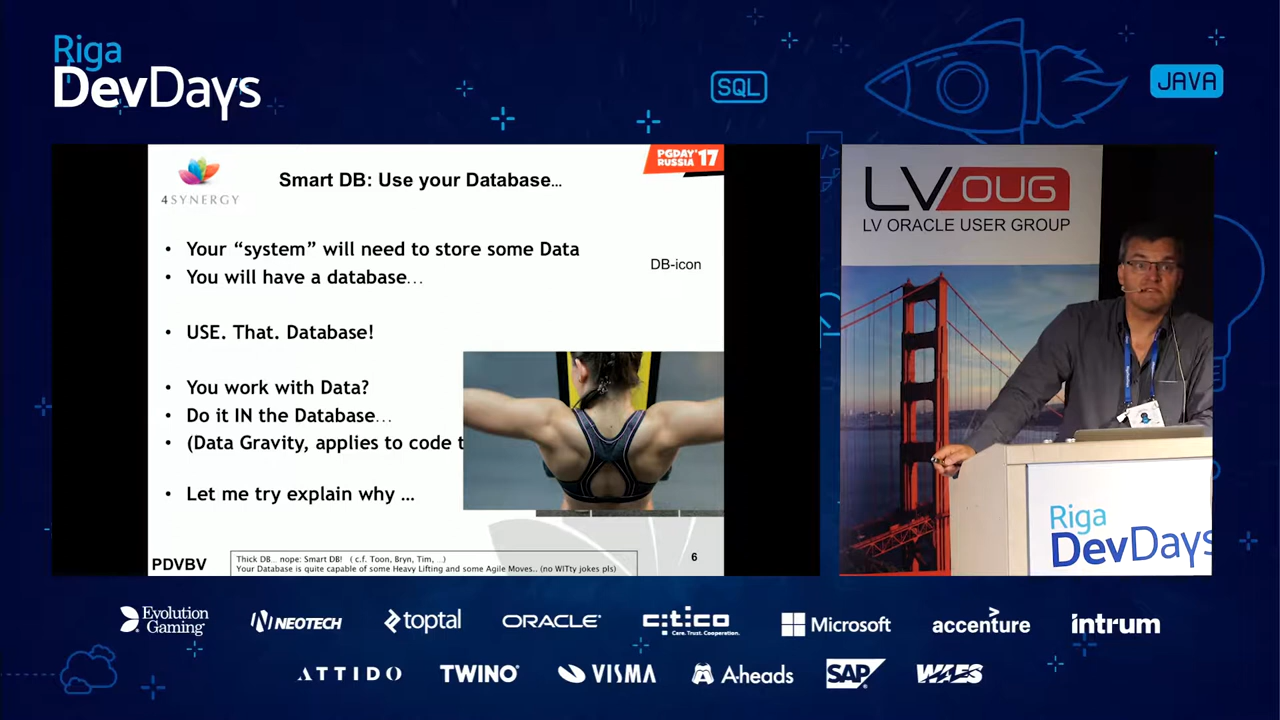 Riga
DevDays
SQL
JAVA
4SYNERGY
PGDAY'17
RUSSIA
Smart DB: Use your Database…
• Your “system” will need to store some Data
• You will have a database…
DB-icon
• USE. That. Database!
• You work with Data?
• Do it IN the Database…
• (Data Gravity, applies to code t
• Let me try explain why …
PDVBV
Thick DB… nope: Smart DB! ( c.f. Toon, Bryn, Tim, …)
Your Database is quite capable of some Heavy Lifting and some Agile Moves.. (no WITty jokes pls)
6
LV OUG
LV ORACLE USER GROUP
Riga
DevDays
Evolution
Gaming
NEOTECH
toptal
ORACLE
citco
Care. Trust. Cooperation.
Microsoft
accenture
intrum
ATTIDO
TWINO
VISMA
A-heads
SAP
WAES